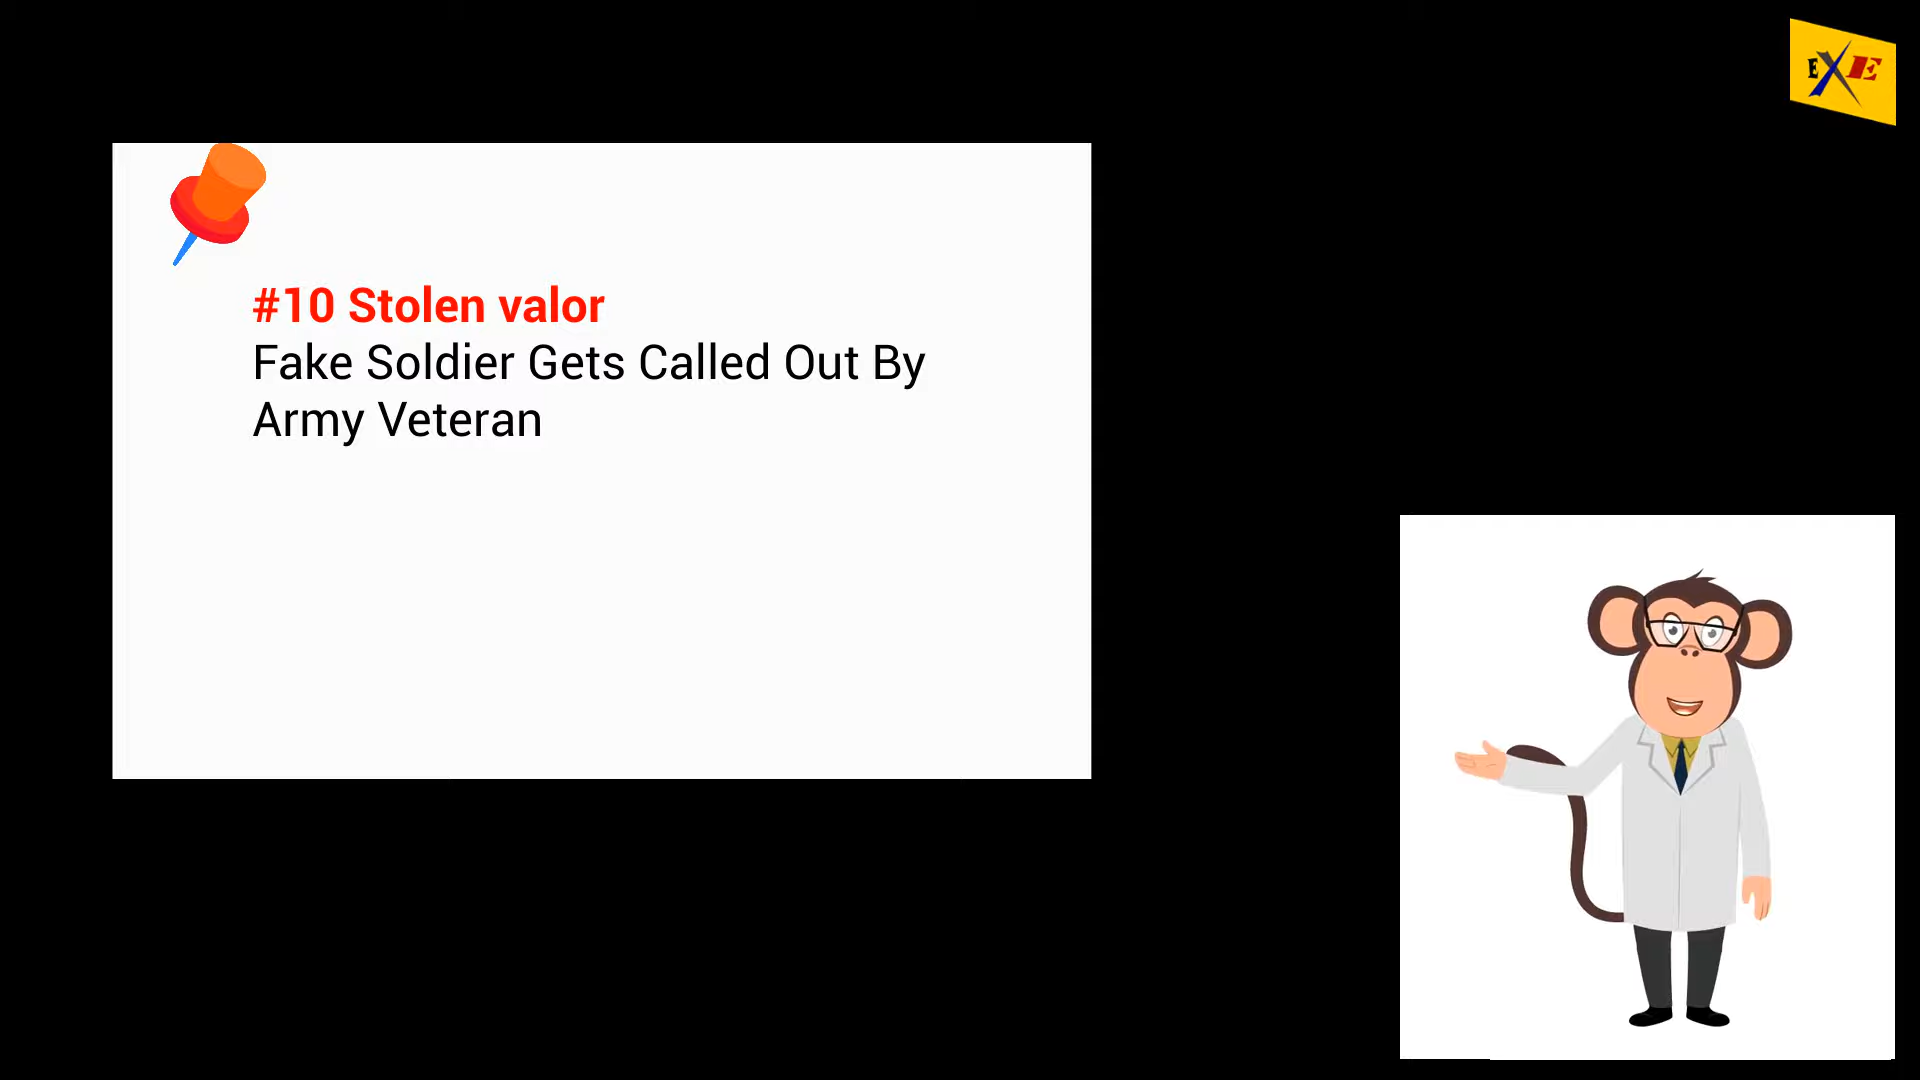 EXE
#10 Stolen valor
Fake Soldier Gets Called Out By
Army Veteran